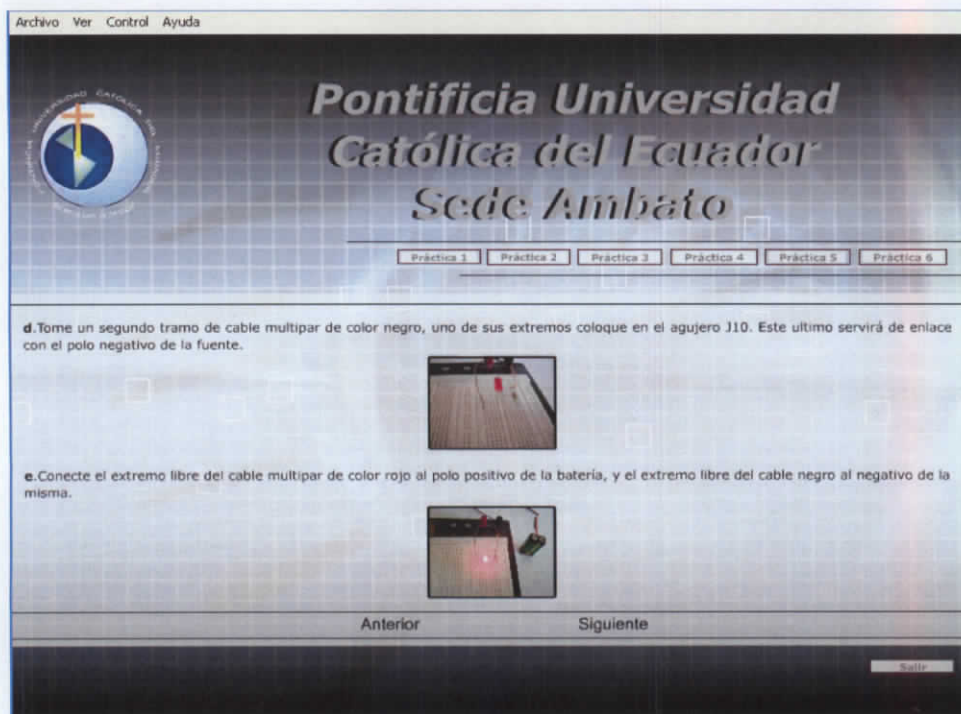 Archivo Ver Control Ayuda
Pontificia Universidad
Católica del Ecuador
Sede Ambato
Práctica 1 Práctica 2 Práctica 3 Práctica 4 Práctica 5 Práctica 6
d.Tome un segundo tramo de cable multipar de color negro, uno de sus extremos coloque en el agujero J10. Este ultimo servirá de enlace
con el polo negativo de la fuente.
e.Conecte el extremo libre del cable multipar de color rojo al polo positivo de la batería, y el extremo libre del cable negro al negativo de la
misma.
Anterior Siguiente
Salir